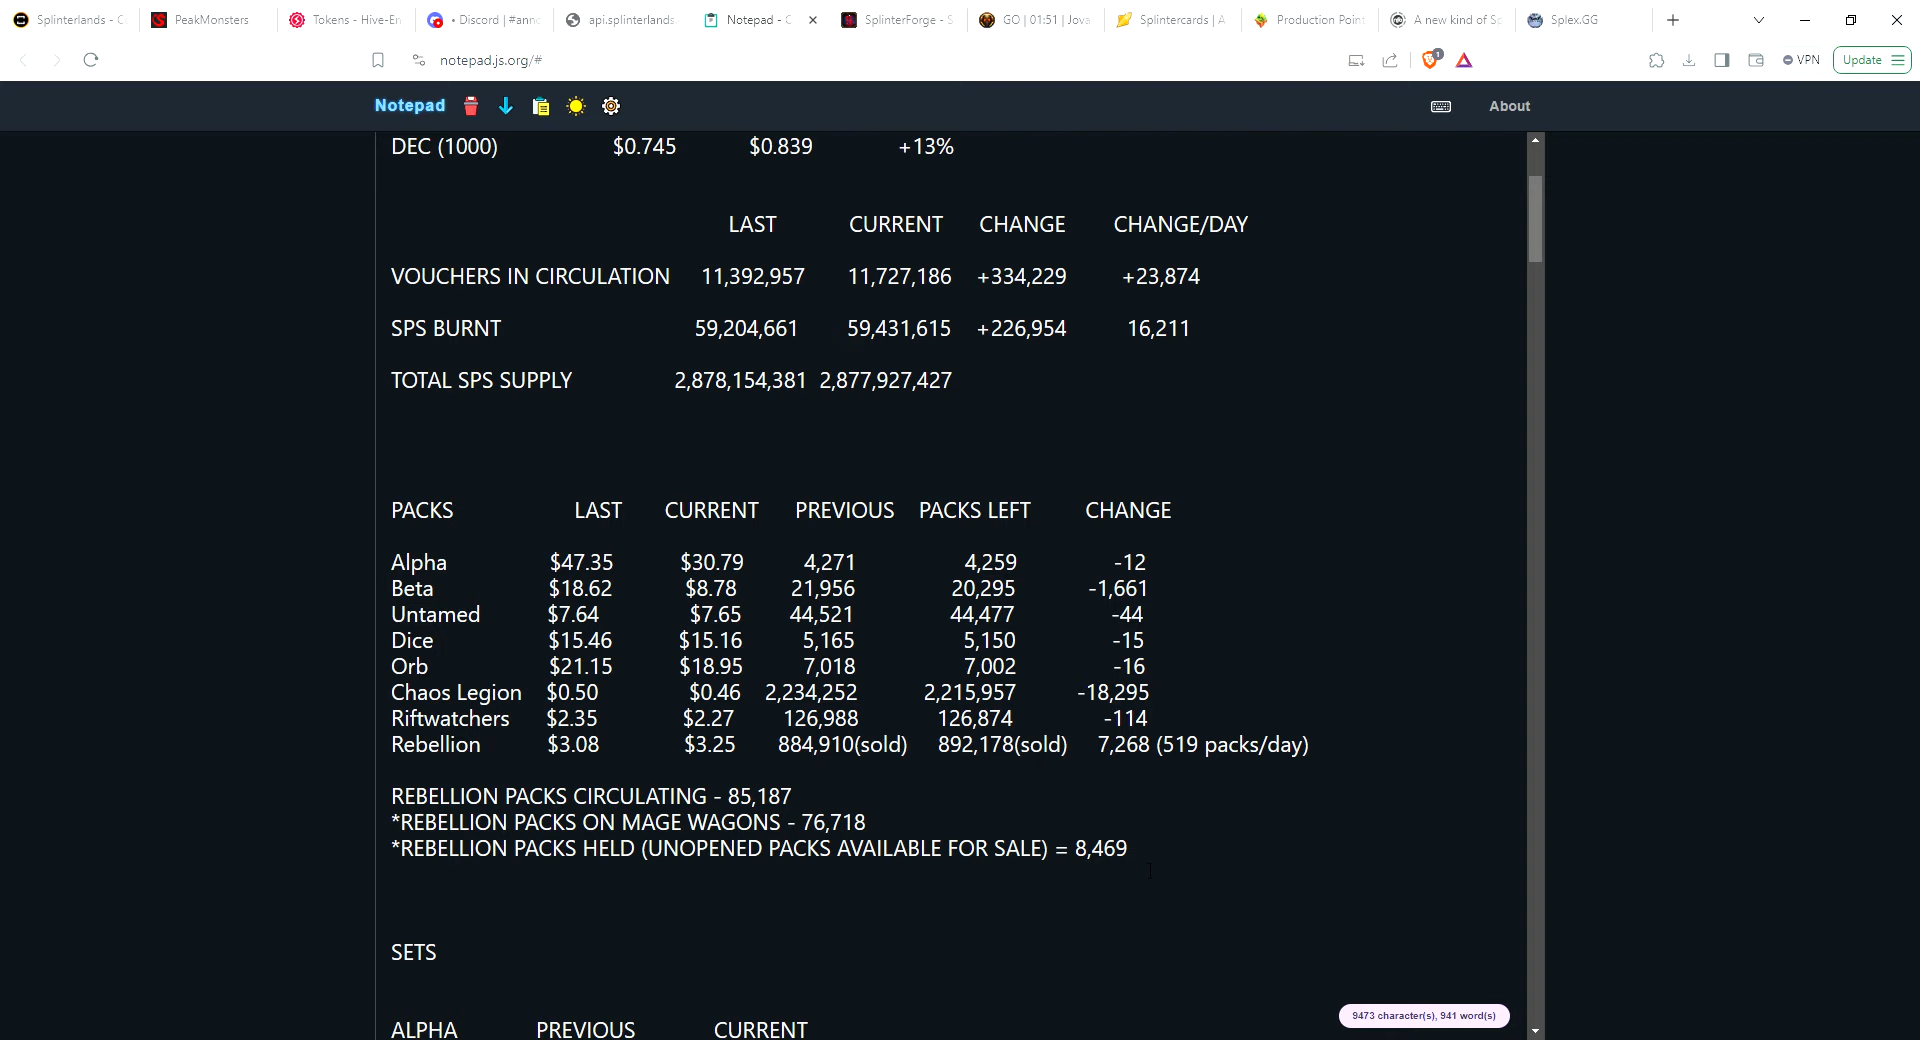 Splinterlands - C
PeakMonsters
Tokens - Hive-En
• Discord | #anno
api.splinterlands.
Notepad - C
SplinterForge - S
GO | 01:51 | Jova
Splintercards | A
Production Point
A new kind of Sc
Splex.GG
notepad.js.org/#
1
VPN
Update
Notepad
About
DEC (1000) $0.745 $0.839 +13%
LAST CURRENT CHANGE CHANGE/DAY
VOUCHERS IN CIRCULATION 11,392,957 11,727,186 +334,229 +23,874
SPS BURNT 59,204,661 59,431,615 +226,954 16,211
TOTAL SPS SUPPLY 2,878,154,381 2,877,927,427
PACKS LAST CURRENT PREVIOUS PACKS LEFT CHANGE
Alpha $47.35 $30.79 4,271 4,259 -12
Beta $18.62 $8.78 21,956 20,295 -1,661
Untamed $7.64 $7.65 44,521 44,477 -44
Dice $15.46 $15.16 5,165 5,150 -15
Orb $21.15 $18.95 7,018 7,002 -16
Chaos Legion $0.50 $0.46 2,234,252 2,215,957 -18,295
Riftwatchers $2.35 $2.27 126,988 126,874 -114
Rebellion $3.08 $3.25 884,910(sold) 892,178(sold) 7,268 (519 packs/day)
REBELLION PACKS CIRCULATING - 85,187
*REBELLION PACKS ON MAGE WAGONS - 76,718
*REBELLION PACKS HELD (UNOPENED PACKS AVAILABLE FOR SALE) = 8,469
SETS
ALPHA PREVIOUS CURRENT
9473 character(s), 941 word(s)